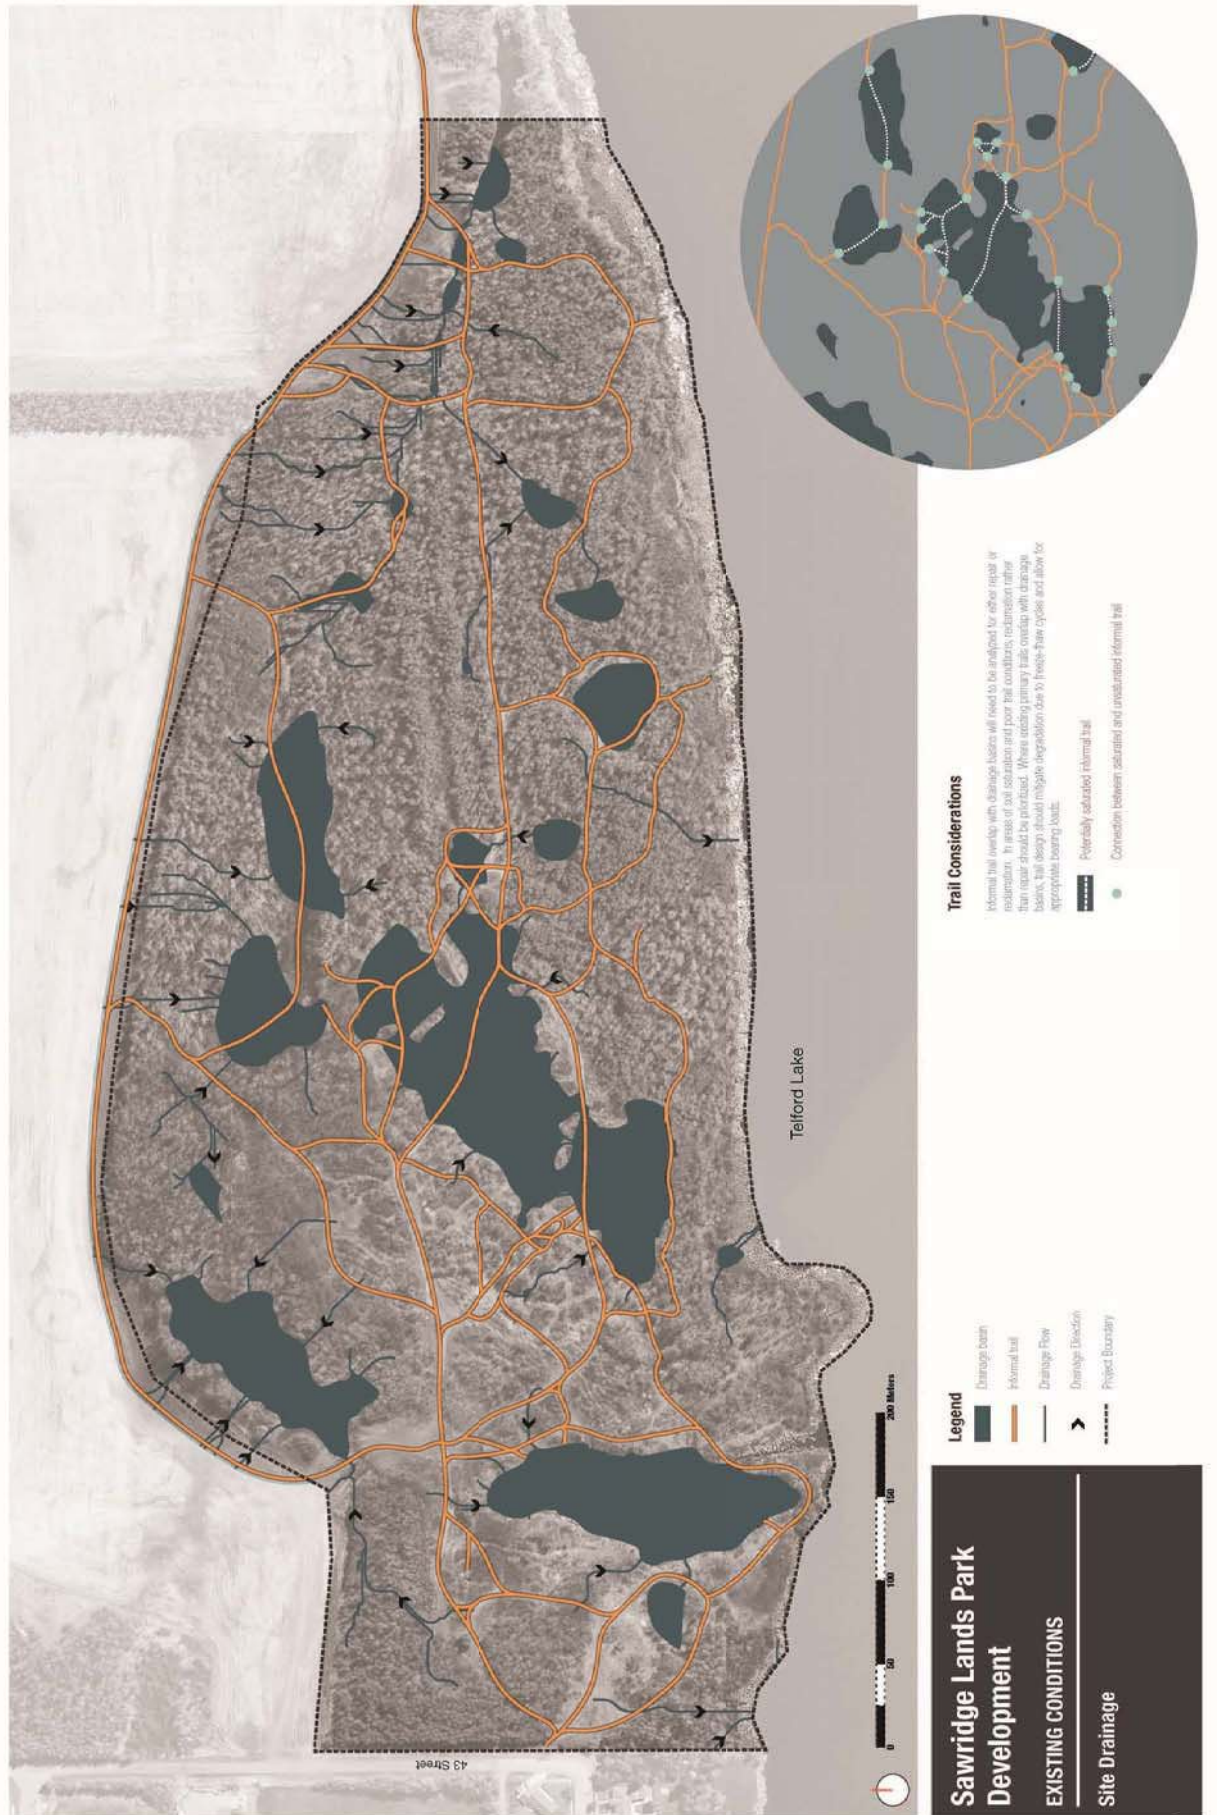 43 Street
Telford Lake
0 50 100 150 200 Meters
Sawridge Lands Park
Development
EXISTING CONDITIONS
Site Drainage
Legend
Drainage basin
Informal trail
Drainage Flow
Drainage Direction
Project Boundary
Trail Considerations
Informal trail overlap with drainage basins will need to be analyzed for either repair or
reclamation. In areas of soil saturation and poor trail conditions, reclamation rather
than repair should be prioritized. Where existing primary trails overlap with drainage
basins, trail design should mitigate degradation due to freeze-thaw cycles and allow for
appropriate bearing loads.
Potentially saturated informal trail
Connection between saturated and unsaturated informal trail